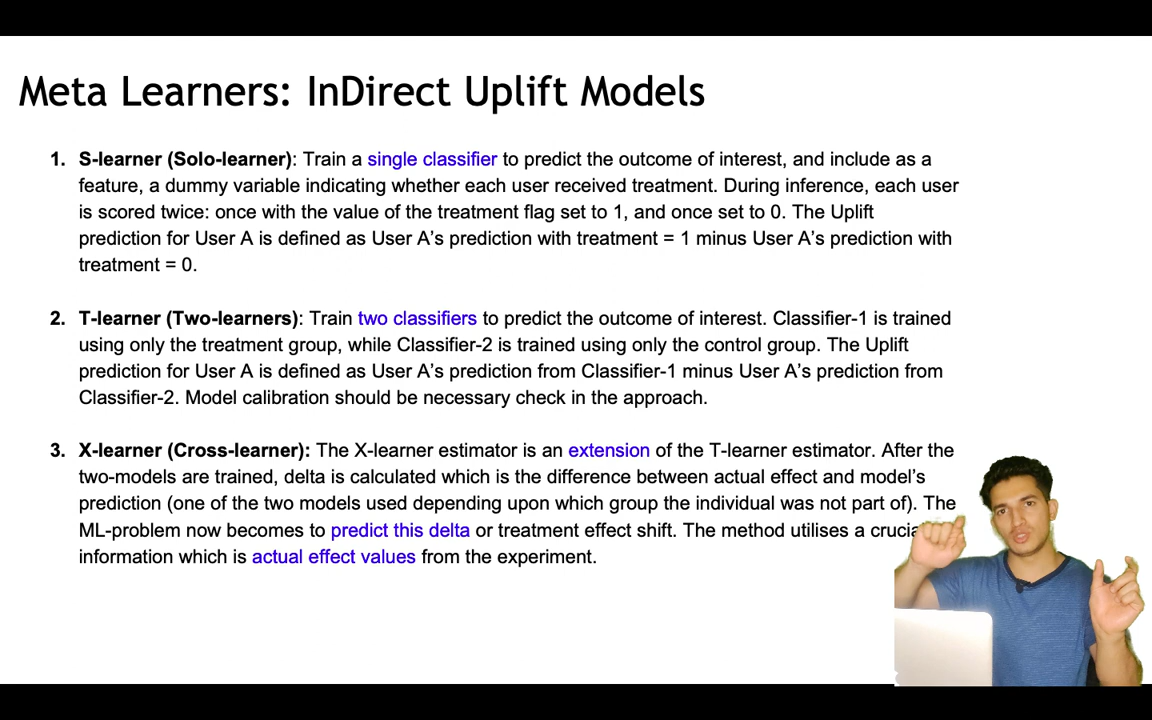 Meta Learners: InDirect Uplift Models
1. S-learner (Solo-learner): Train a single classifier to predict the outcome of interest, and include as a
feature, a dummy variable indicating whether each user received treatment. During inference, each user
is scored twice: once with the value of the treatment flag set to 1, and once set to 0. The Uplift
prediction for User A is defined as User A's prediction with treatment = 1 minus User A's prediction with
treatment = 0.
2. T-learner (Two-learners): Train two classifiers to predict the outcome of interest. Classifier-1 is trained
using only the treatment group, while Classifier-2 is trained using only the control group. The Uplift
prediction for User A is defined as User A's prediction from Classifier-1 minus User A's prediction from
Classifier-2. Model calibration should be necessary check in the approach.
3. X-learner (Cross-learner): The X-learner estimator is an extension of the T-learner estimator. After the
two-models are trained, delta is calculated which is the difference between actual effect and model's
prediction (one of the two models used depending upon which group the individual was not part of). The
ML-problem now becomes to predict this delta or treatment effect shift. The method utilises a crucia
information which is actual effect values from the experiment.